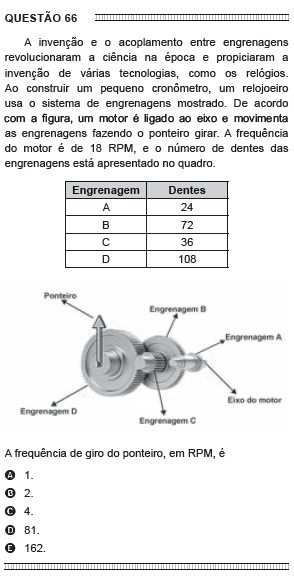 QUESTÃO 66
A invenção e o acoplamento entre engrenagens
revolucionaram a ciência na época e propiciaram a
invenção de várias tecnologias, como os relógios.
Ao construir um pequeno cronômetro, um relojoeiro
usa o sistema de engrenagens mostrado. De acordo
com a figura, um motor é ligado ao eixo e movimenta
as engrenagens fazendo o ponteiro girar. A frequência
do motor é de 18 RPM, e o número de dentes das
engrenagens está apresentado no quadro.
Engrenagem Dentes
A 24
B 72
C 36
D 108
Ponteiro
Engrenagem B
Engrenagem A
Eixo do motor
Engrenagem D
Engrenagem C
A frequência de giro do ponteiro, em RPM, é
A 1.
B 2.
C 4.
D 81.
E 162.